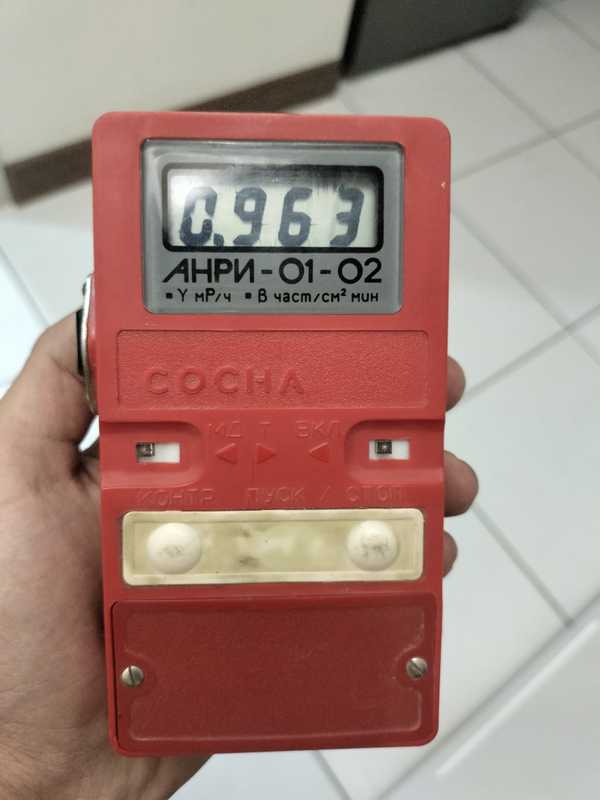 0.963
АНРИ-01-02
▪ γ мР/ч ▪ β част/см² мин
СОСНА
МД Т ВКЛ
КОНТР ПУСК / СТОП